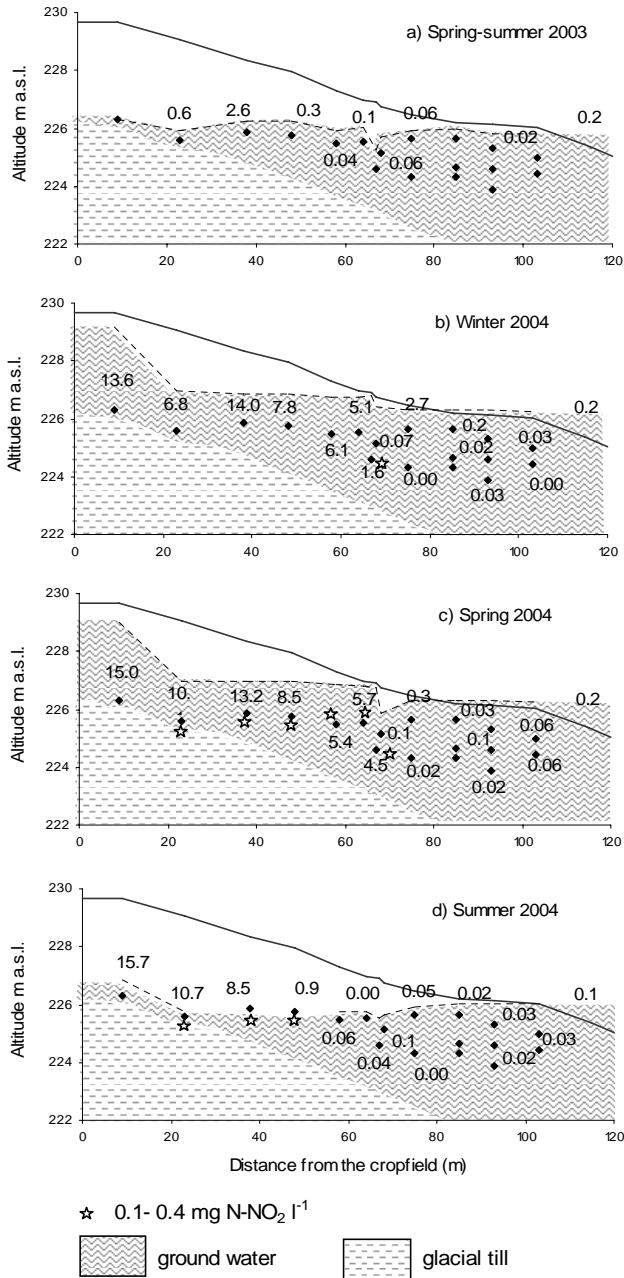 a) Spring-summer 2003
230
228
226
224
222
Altitude m a.s.l.
0.6 2.6 0.3 0.1 0.06 0.02 0.2
0.04 0.06
0 20 40 60 80 100 120
b) Winter 2004
230
228
226
224
222
Altitude m a.s.l.
13.6 6.8 14.0 7.8 5.1 2.7 0.2
6.1 0.07 0.2 0.02 0.03
1.6 0.00 0.03 0.00
0 20 40 60 80 100 120
c) Spring 2004
230
228
226
224
222
Altitude m a.s.l.
15.0 10. 13.2 8.5 5.7 0.3 0.03 0.2
5.4 0.1 0.1 0.06
4.5 0.02 0.02 0.06
0 20 40 60 80 100 120
d) Summer 2004
230
228
226
224
222
Altitude m a.s.l.
15.7 10.7 8.5 0.9 0.00 0.05 0.02 0.1
0.06 0.1 0.03 0.03
0.04 0.00 0.02
0 20 40 60 80 100 120
Distance from the cropfield (m)
0.1- 0.4 mg N-NO₂ l⁻¹
ground water glacial till